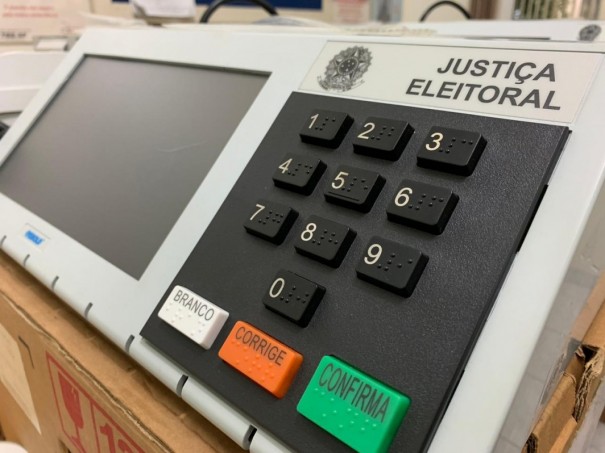 JUSTIÇA
ELEITORAL
1 2 3
4 5 6
7 8 9
0
BRANCO
CORRIGE
CONFIRMA